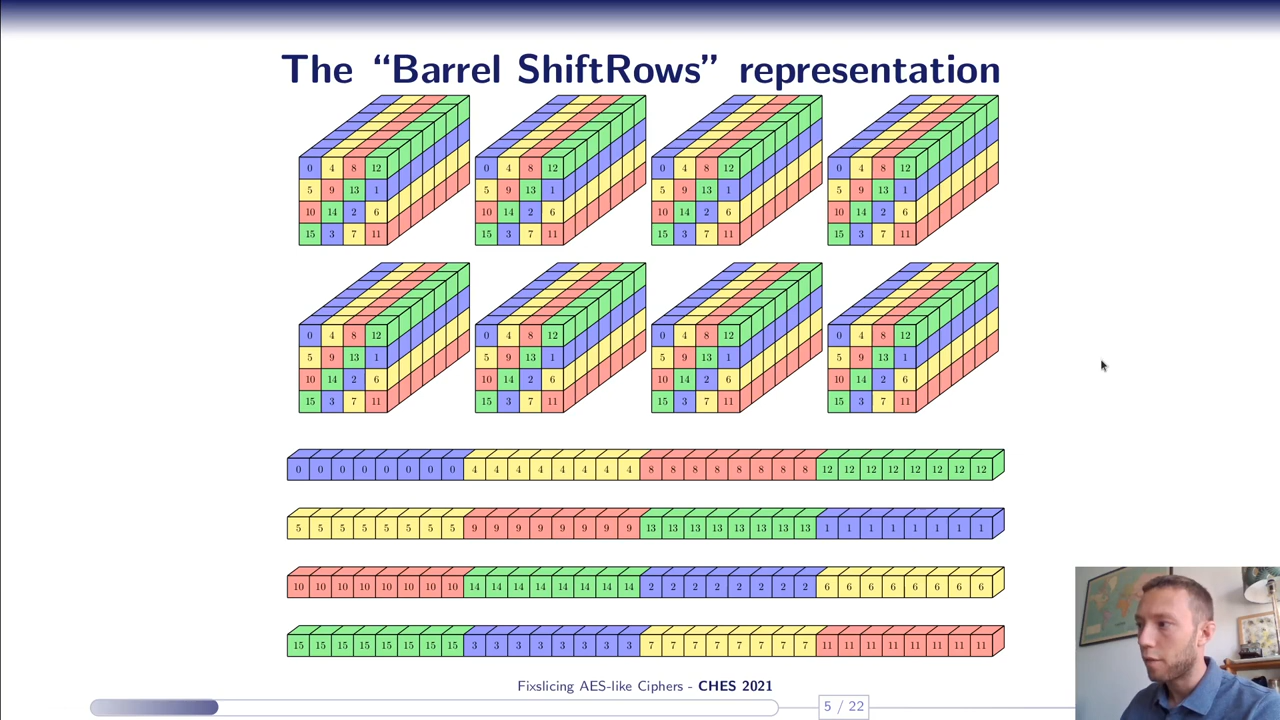 The “Barrel ShiftRows” representation
0 4 8 12 0 4 8 12 0 4 8 12 0 4 8 12
5 9 13 1 5 9 13 1 5 9 13 1 5 9 13 1
10 14 2 6 10 14 2 6 10 14 2 6 10 14 2 6
15 3 7 11 15 3 7 11 15 3 7 11 15 3 7 11
0 4 8 12 0 4 8 12 0 4 8 12 0 4 8 12
5 9 13 1 5 9 13 1 5 9 13 1 5 9 13 1
10 14 2 6 10 14 2 6 10 14 2 6 10 14 2 6
15 3 7 11 15 3 7 11 15 3 7 11 15 3 7 11
0 0 0 0 0 0 0 0 4 4 4 4 4 4 4 4 8 8 8 8 8 8 8 8 12 12 12 12 12 12 12 12
5 5 5 5 5 5 5 5 9 9 9 9 9 9 9 9 13 13 13 13 13 13 13 13 1 1 1 1 1 1 1 1
10 10 10 10 10 10 10 10 14 14 14 14 14 14 14 14 2 2 2 2 2 2 2 2 6 6 6 6 6 6 6 6
15 15 15 15 15 15 15 15 3 3 3 3 3 3 3 3 7 7 7 7 7 7 7 7 11 11 11 11 11 11 11 11
Fixslicing AES-like Ciphers - CHES 2021
5 / 22